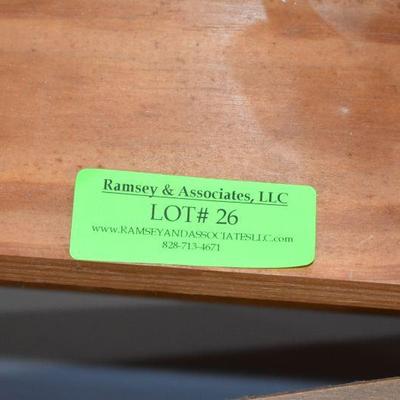 Ramsey & Associates, LLC
LOT# 26
www.RAMSEYANDASSOCIATESLLC.com
828-713-4671